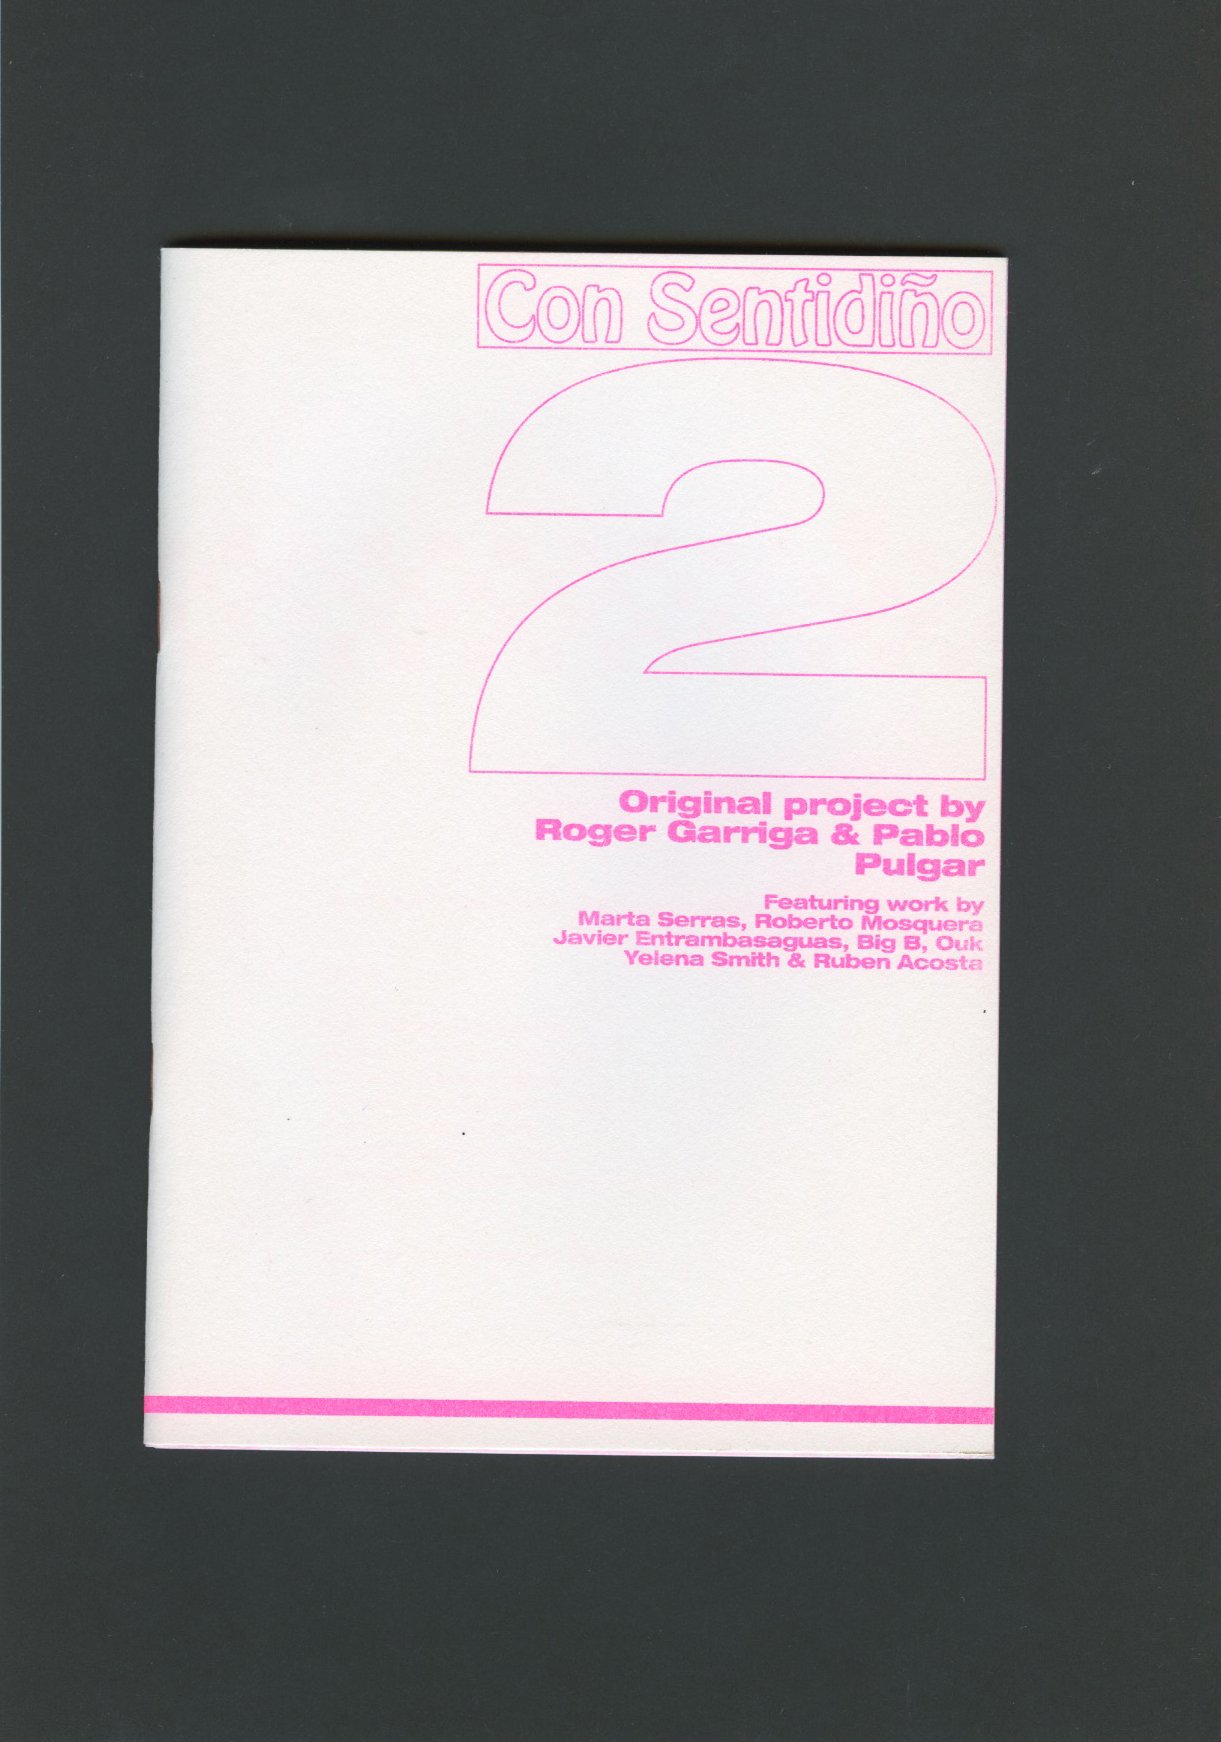 Con Sentidiño
2
Original project by
Roger Garriga & Pablo
Pulgar
Featuring work by
Marta Serras, Roberto Mosquera
Javier Entrambasaguas, Big B, Ouk
Yelena Smith & Ruben Acosta